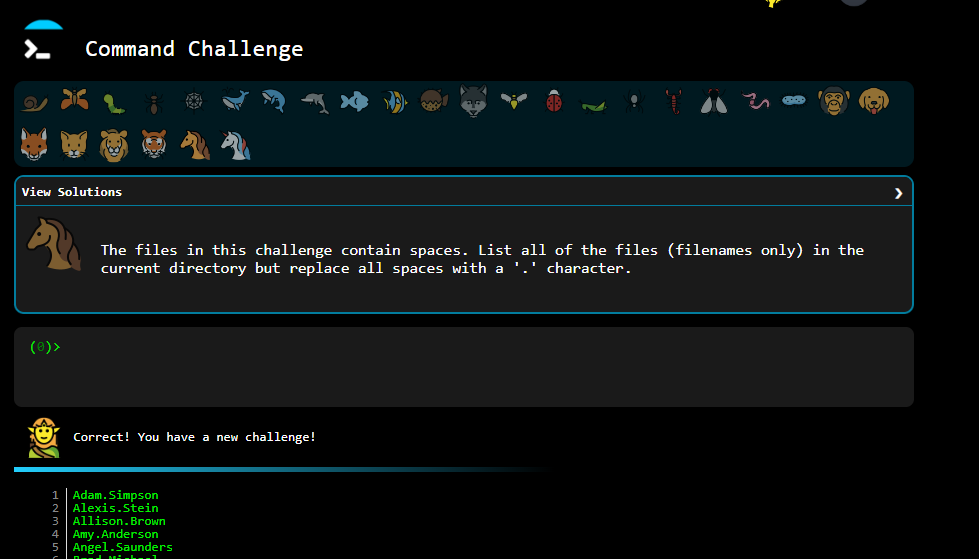 Command Challenge
View Solutions
The files in this challenge contain spaces. List all of the files (filenames only) in the
current directory but replace all spaces with a '.' character.
(0)>
Correct! You have a new challenge!
1 Adam.Simpson
2 Alexis.Stein
3 Allison.Brown
4 Amy.Anderson
5 Angel.Saunders